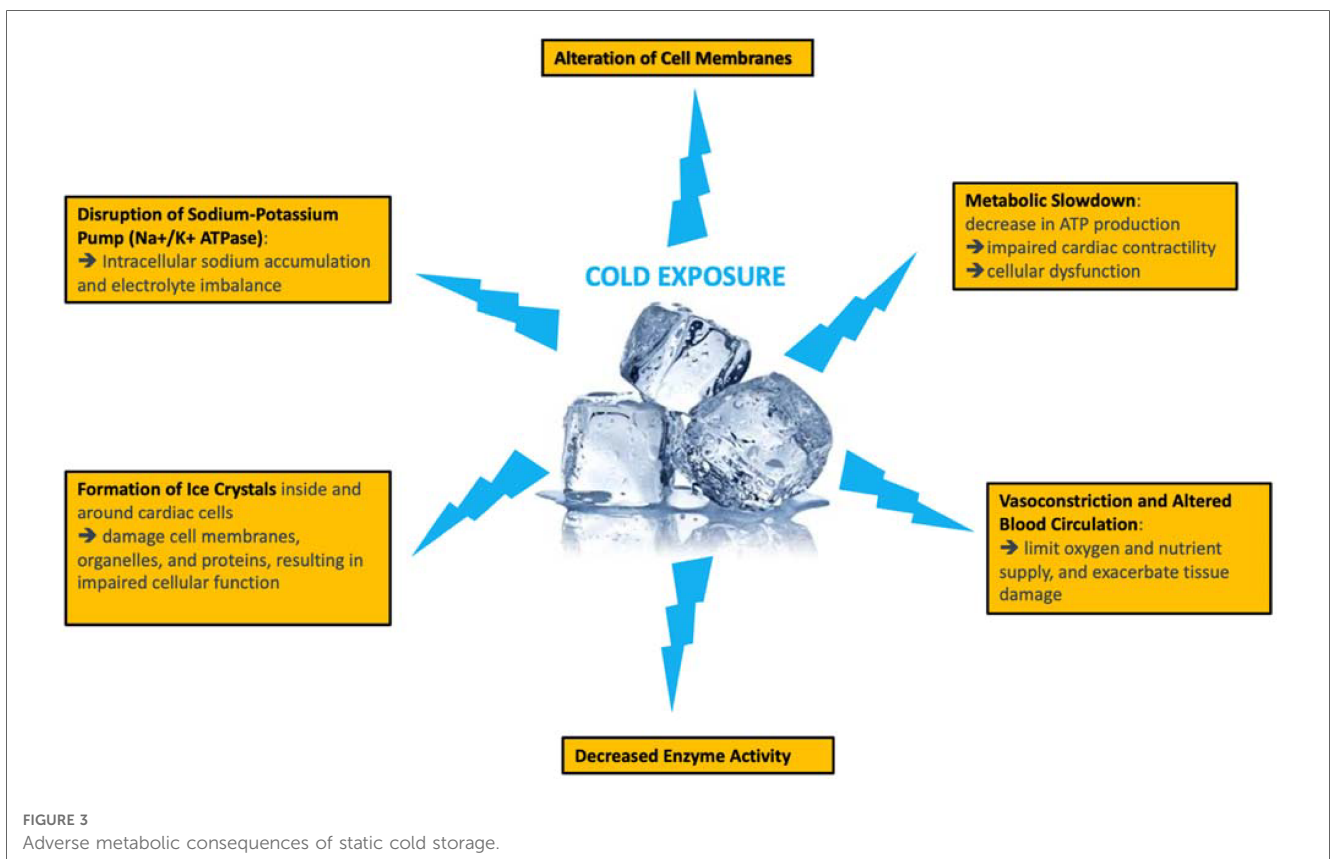 Alteration of Cell Membranes
Disruption of Sodium-Potassium
Pump (Na+/K+ ATPase):
➔ Intracellular sodium accumulation
and electrolyte imbalance
Metabolic Slowdown:
decrease in ATP production
➔impaired cardiac contractility
➔cellular dysfunction
COLD EXPOSURE
Formation of Ice Crystals inside and
around cardiac cells
➔ damage cell membranes,
organelles, and proteins, resulting in
impaired cellular function
Vasoconstriction and Altered
Blood Circulation:
➔ limit oxygen and nutrient
supply, and exacerbate tissue
damage
Decreased Enzyme Activity
FIGURE 3
Adverse metabolic consequences of static cold storage.